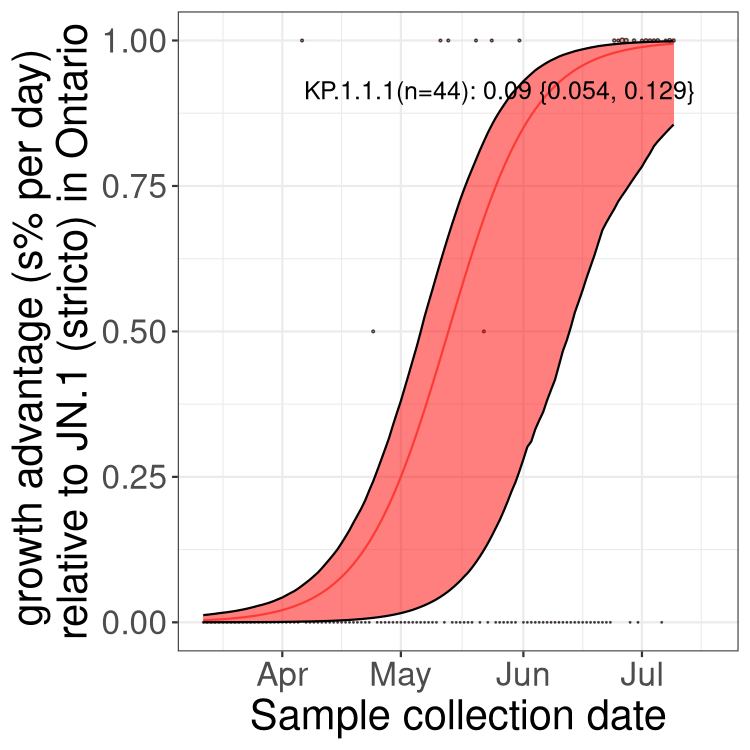 growth advantage (s% per day)
relative to JN.1 (stricto) in Ontario
1.00
0.75
0.50
0.25
0.00
KP.1.1.1(n=44): 0.09 {0.054, 0.129}
Apr May Jun Jul
Sample collection date